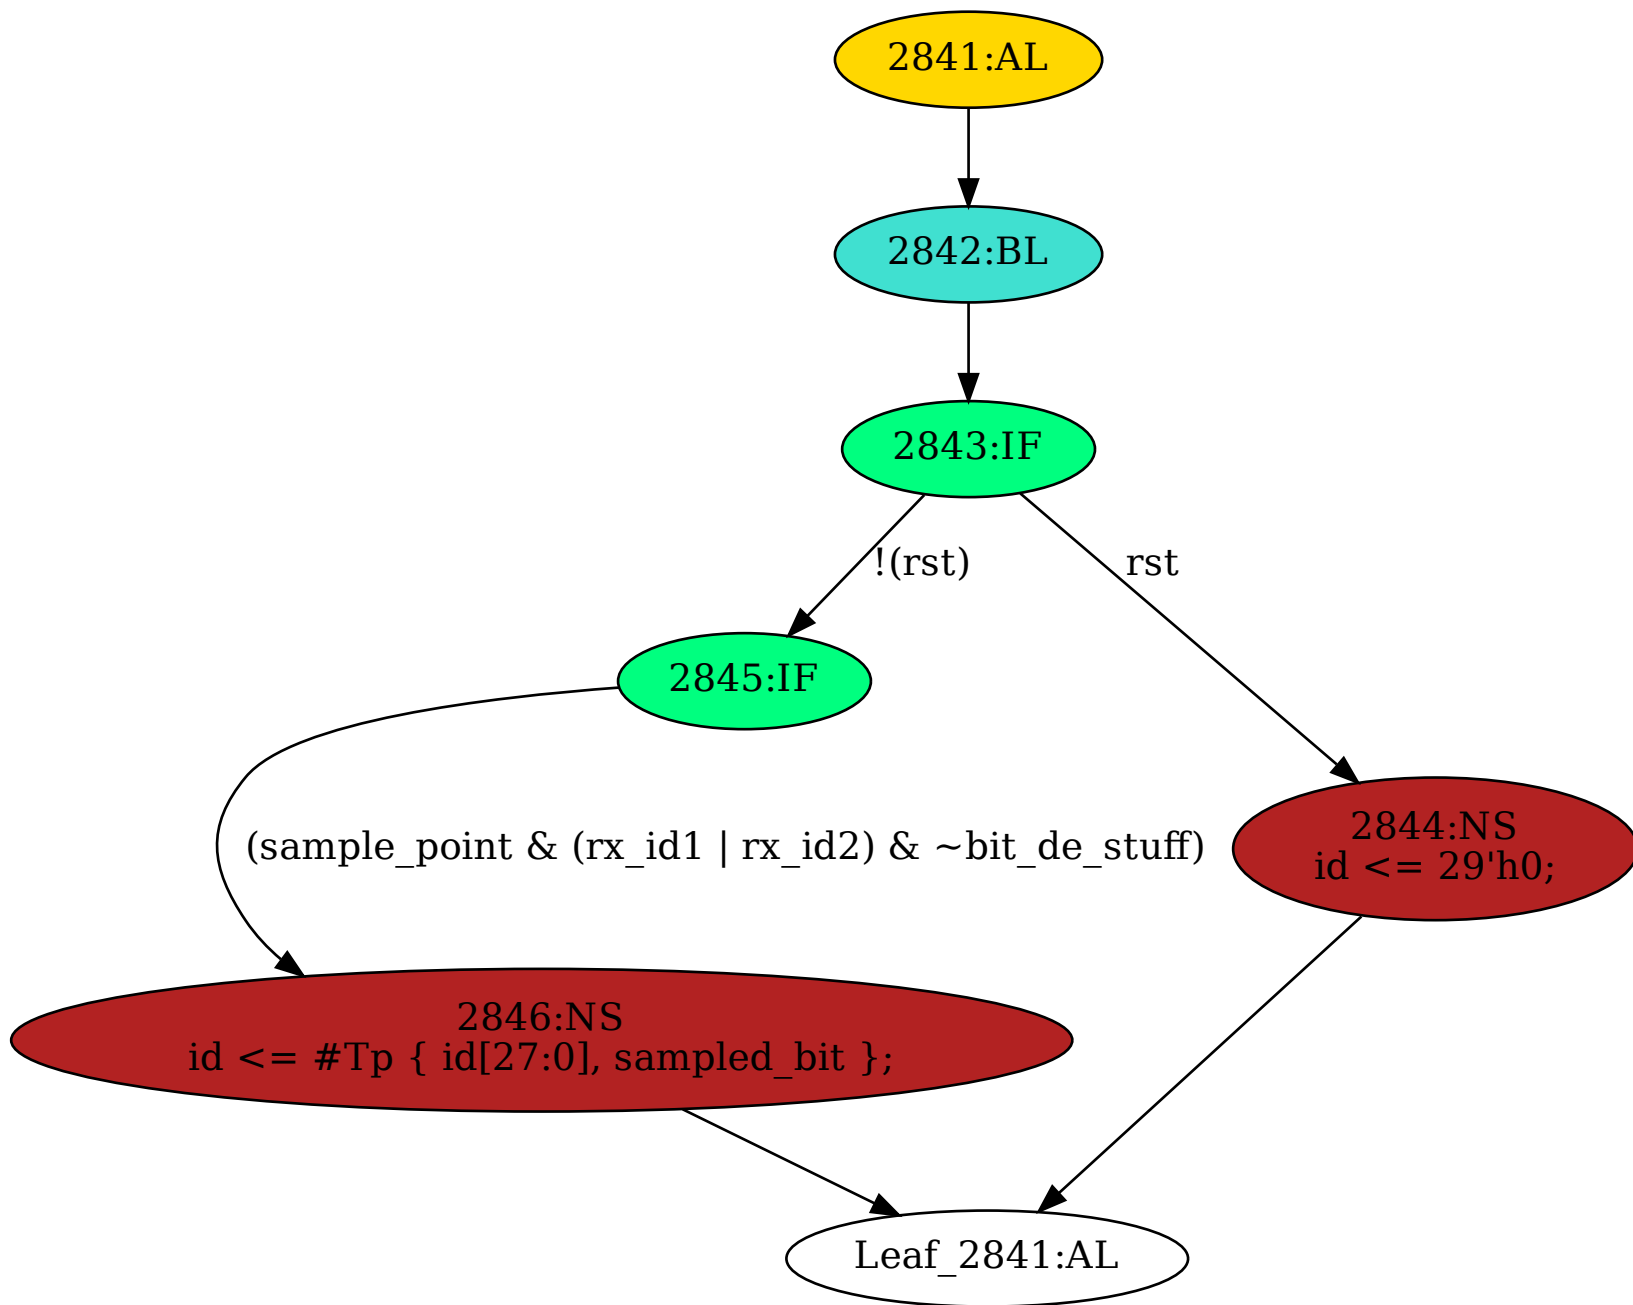 2841:AL
2842:BL
2843:IF
!(rst)
rst
2845:IF
(sample_point & (rx_id1 | rx_id2) & ~bit_de_stuff)
2844:NS
id <= 29'h0;
2846:NS
id <= #Tp { id[27:0], sampled_bit };
Leaf_2841:AL